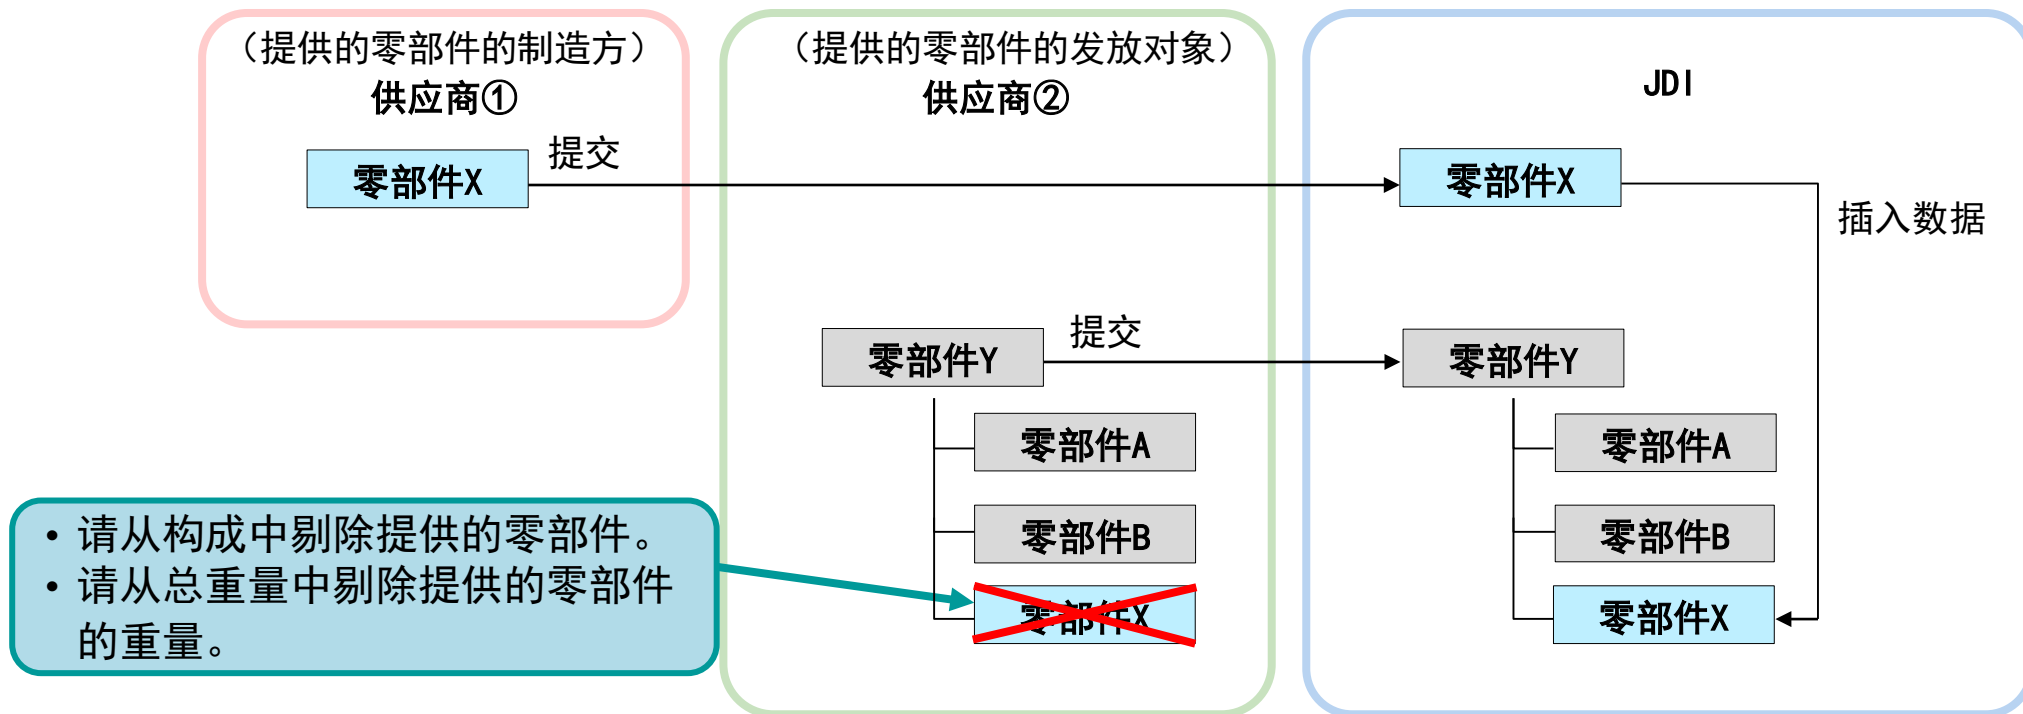 （提供的零部件的制造方）
供应商①
零部件X
提交
（提供的零部件的发放对象）
供应商②
JDI
零部件X
插入数据
零部件Y
提交
零部件A
零部件B
零部件X
零部件Y
零部件A
零部件B
零部件X
• 请从构成中剔除提供的零部件。
• 请从总重量中剔除提供的零部件
的重量。